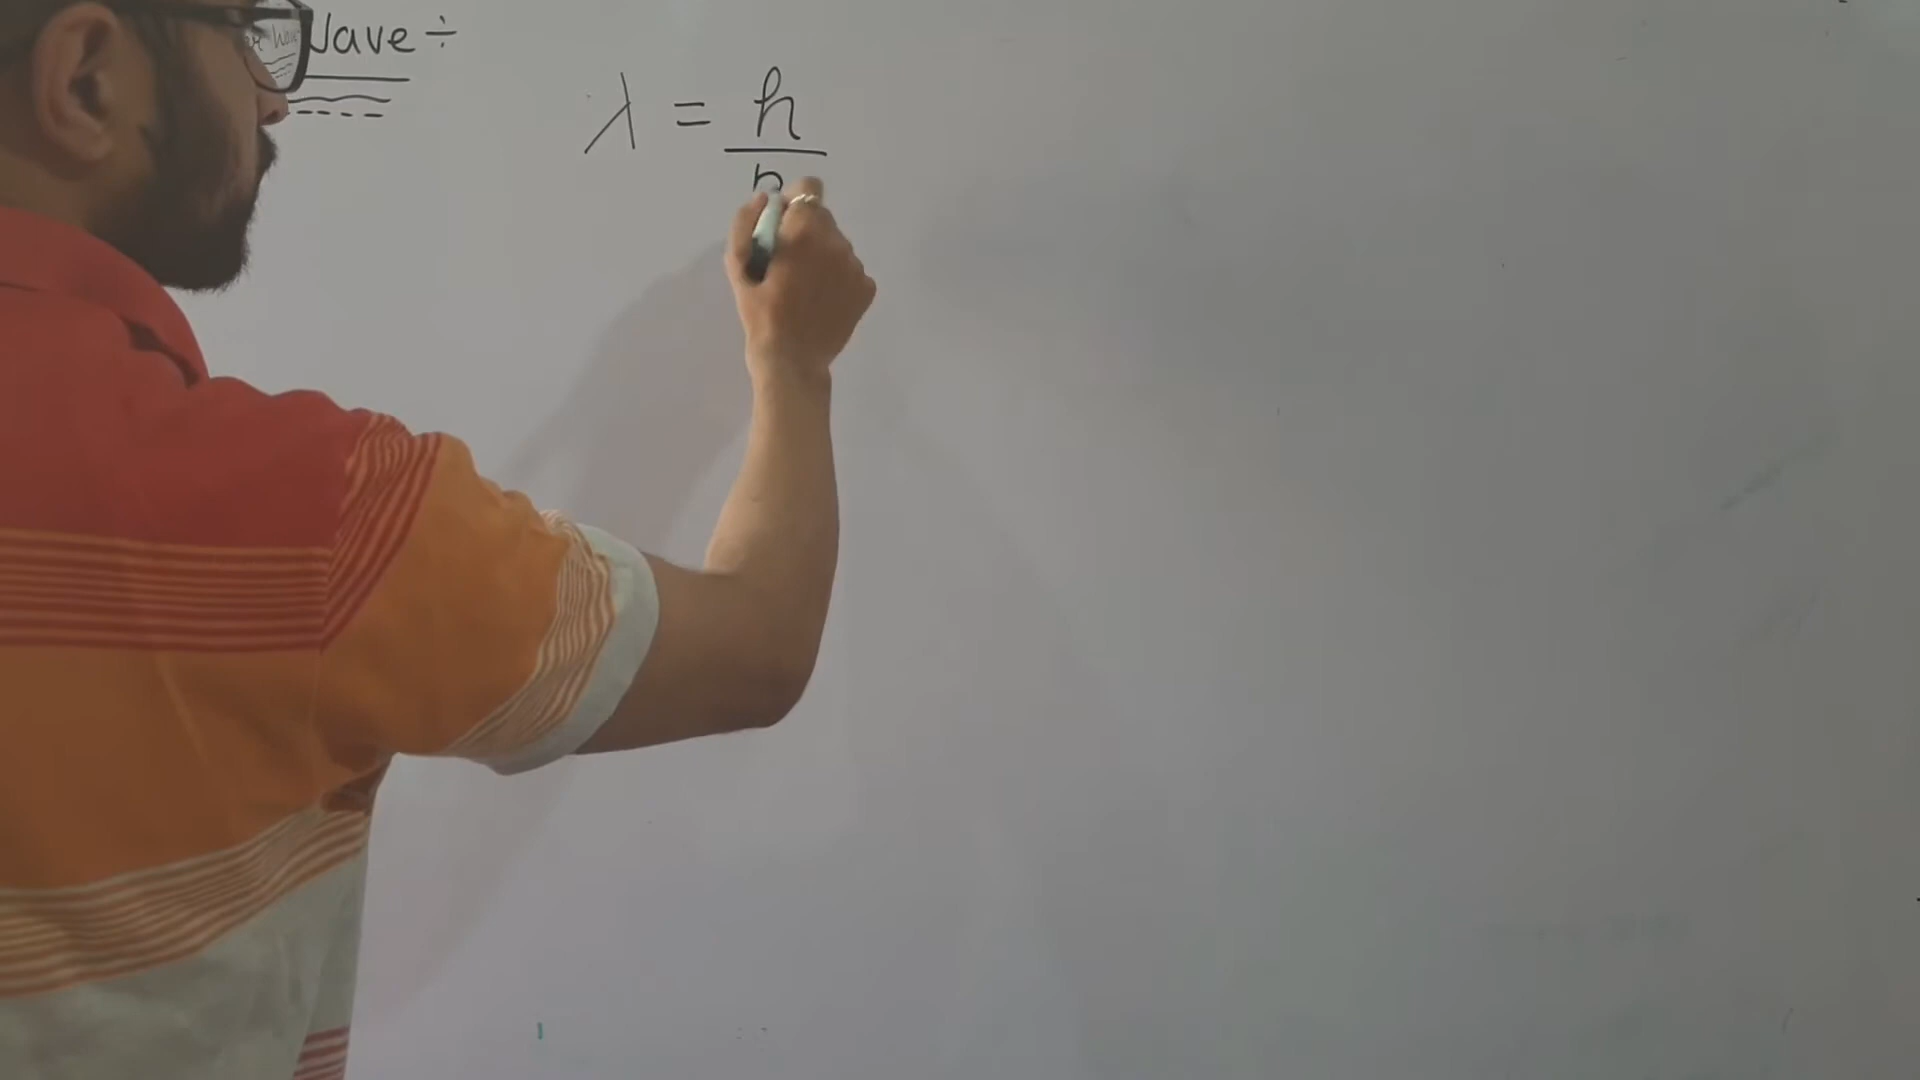 Wave ÷
λ = h
p